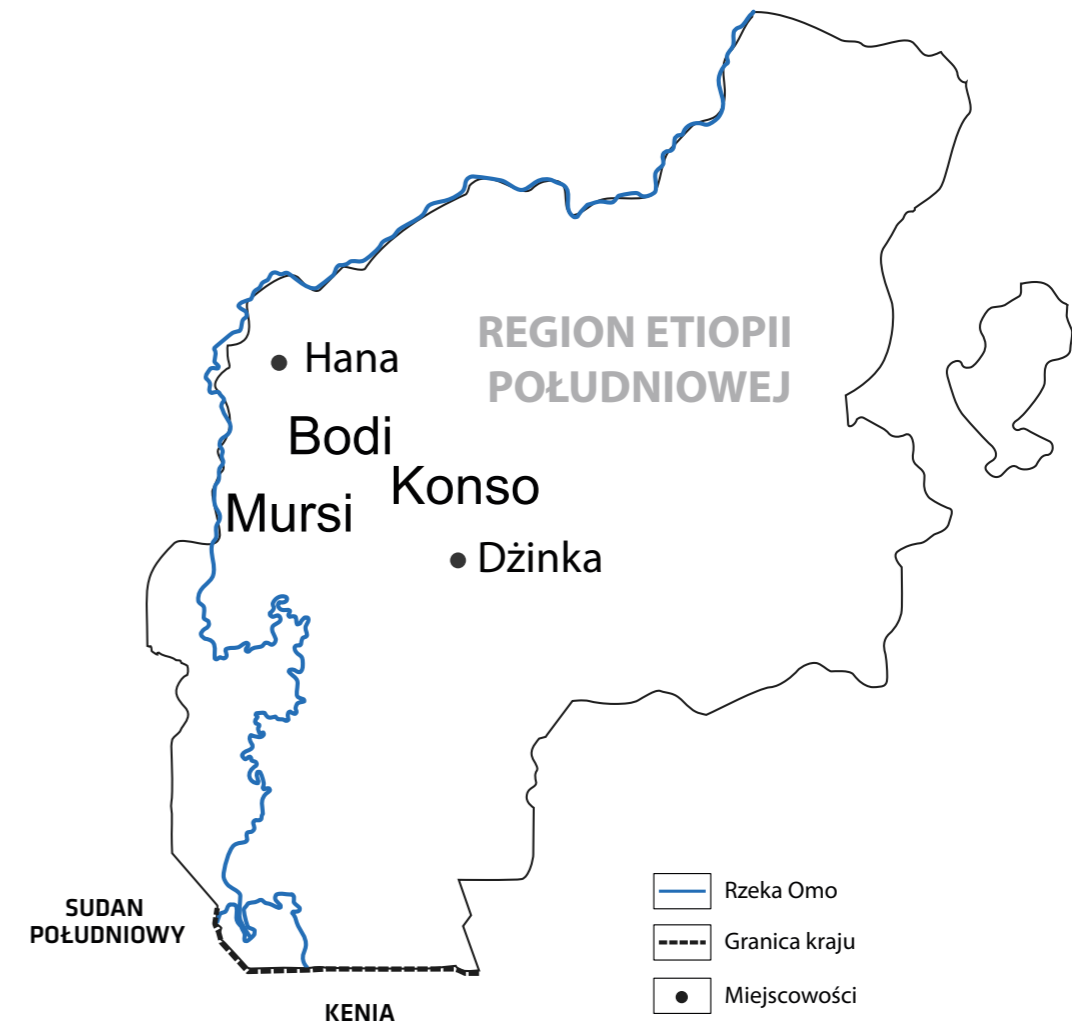 REGION ETIOPII
POŁUDNIOWEJ
Hana
Bodi
Konso
Mursi
Dżinka
SUDAN
POŁUDNIOWY
KENIA
Rzeka Omo
Granica kraju
Miejscowości